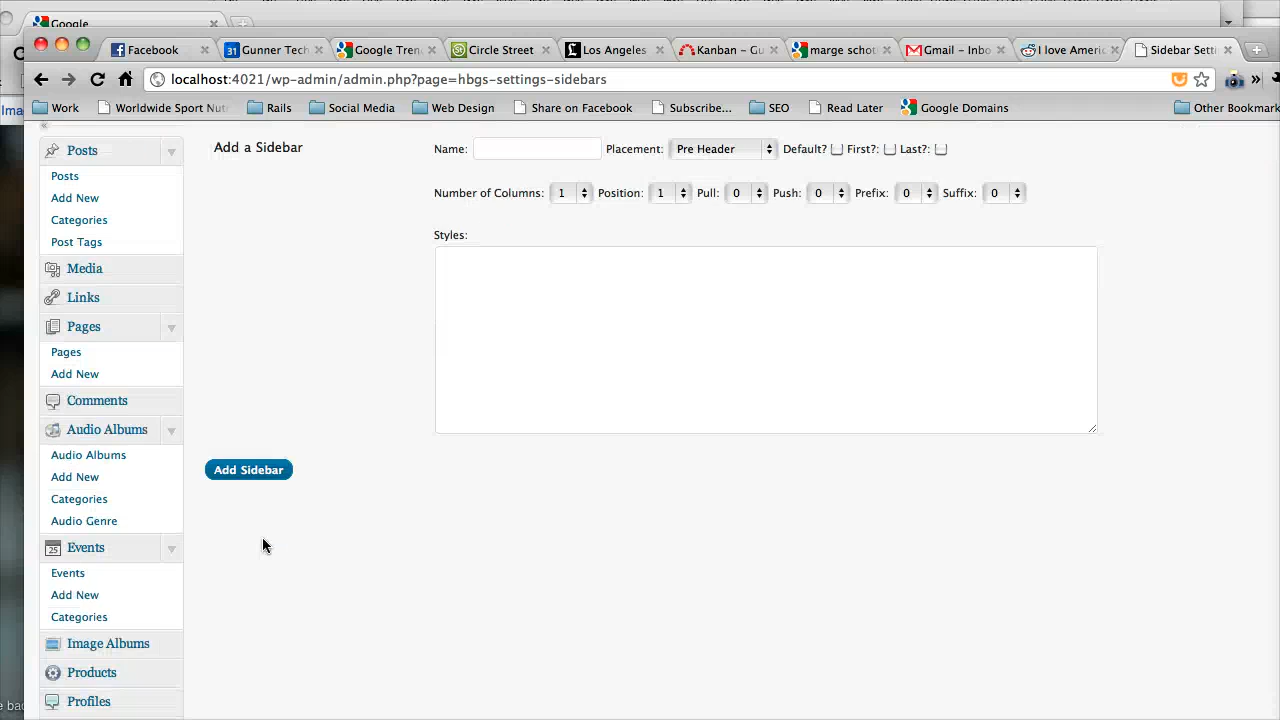 Google
Facebook
Gunner Tech
Google Tren
Circle Street
Los Angeles
Kanban - Gu
marge schot
Gmail - Inbo
I love Ameri
Sidebar Sett
localhost:4021/wp-admin/admin.php?page=hbgs-settings-sidebars
Work
Worldwide Sport Nut
Rails
Social Media
Web Design
Share on Facebook
Subscribe...
SEO
Read Later
Google Domains
Other Bookmark
Ima
Posts
Posts
Add New
Categories
Post Tags
Media
Links
Pages
Pages
Add New
Comments
Audio Albums
Audio Albums
Add New
Categories
Audio Genre
25 Events
Events
Add New
Categories
Image Albums
Products
Profiles
Add a Sidebar
Name: Placement: Pre Header Default? First?: Last?:
Number of Columns: 1 Position: 1 Pull: 0 Push: 0 Prefix: 0 Suffix: 0
Styles:
Add Sidebar